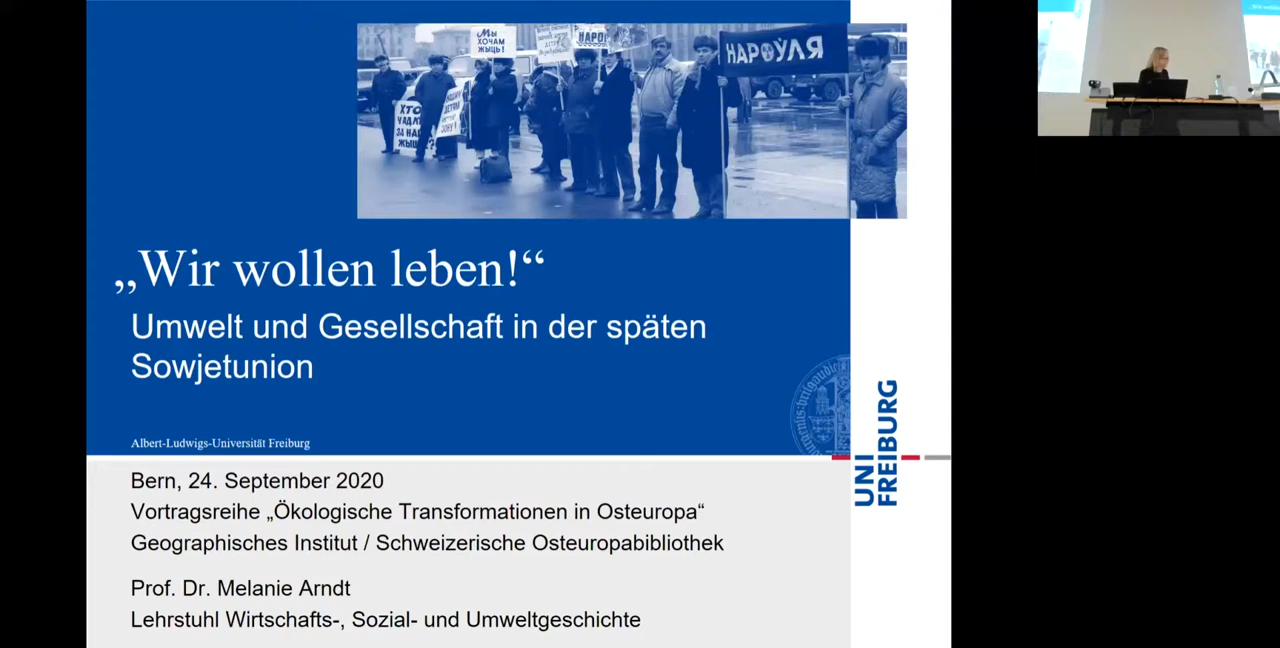 Мы
ХОЧАМ
ЖЫЦЬ!
НАРОЎЛЯ
ХТО
„Wir wollen leben!“
Umwelt und Gesellschaft in der späten
Sowjetunion
Albert-Ludwigs-Universität Freiburg
UNI
FREIBURG
Bern, 24. September 2020
Vortragsreihe „Ökologische Transformationen in Osteuropa“
Geographisches Institut / Schweizerische Osteuropabibliothek
Prof. Dr. Melanie Arndt
Lehrstuhl Wirtschafts-, Sozial- und Umweltgeschichte